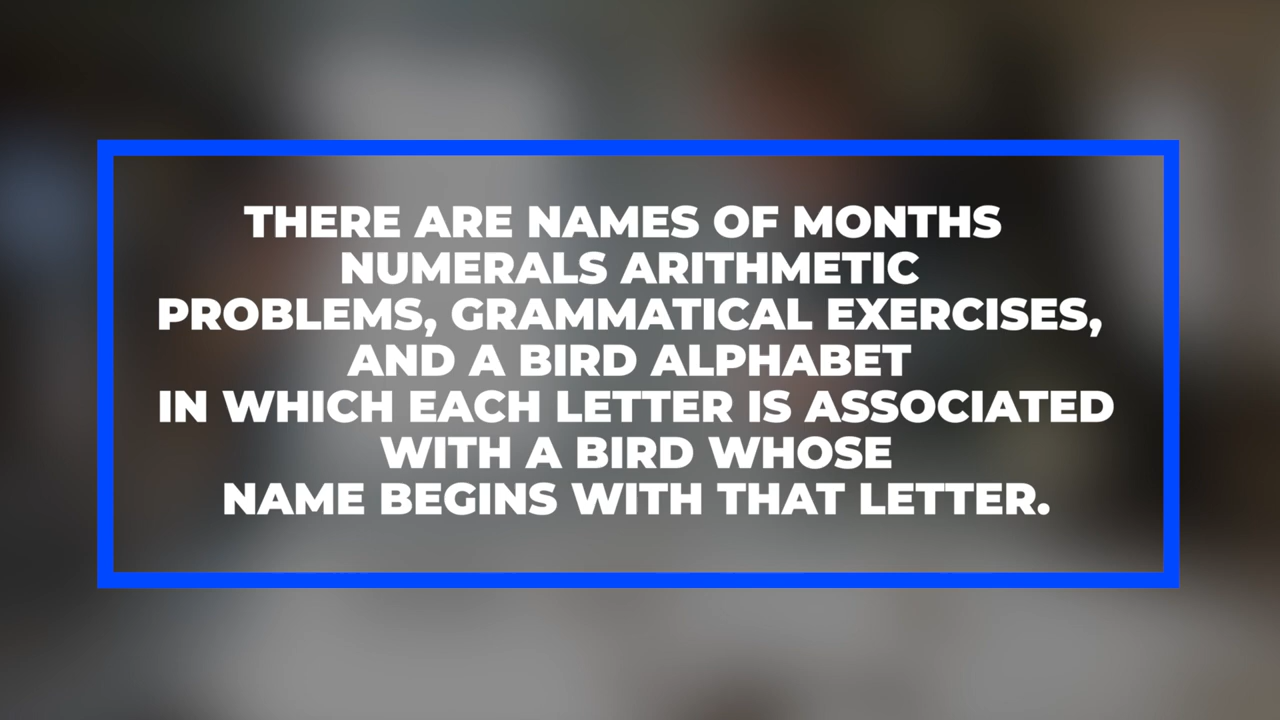 THERE ARE NAMES OF MONTHS
NUMERALS ARITHMETIC
PROBLEMS, GRAMMATICAL EXERCISES,
AND A BIRD ALPHABET
IN WHICH EACH LETTER IS ASSOCIATED
WITH A BIRD WHOSE
NAME BEGINS WITH THAT LETTER.